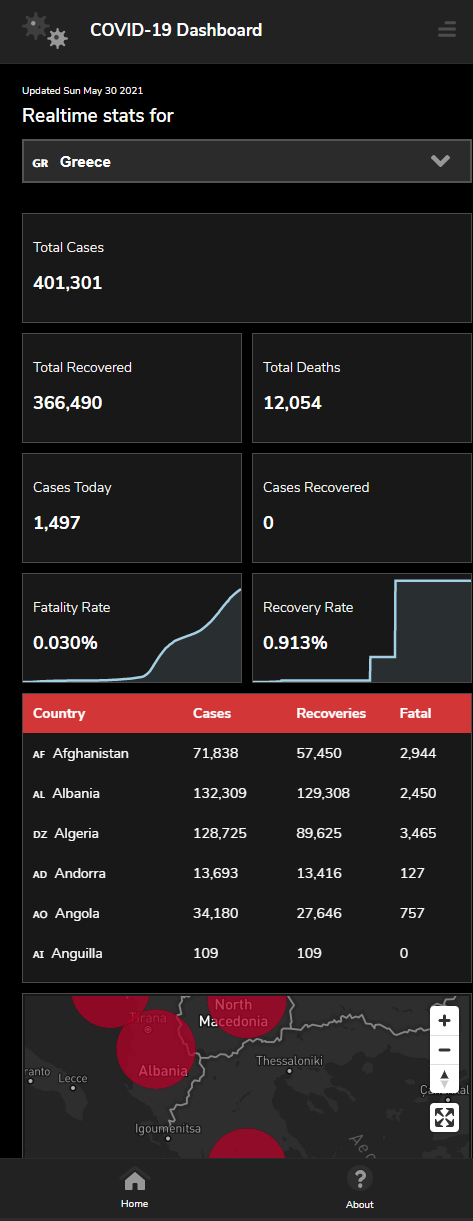 COVID-19 Dashboard
Updated Sun May 30 2021
Realtime stats for
GR Greece
Total Cases
401,301
Total Recovered
366,490
Total Deaths
12,054
Cases Today
1,497
Cases Recovered
0
Fatality Rate
0.030%
Recovery Rate
0.913%
Country Cases Recoveries Fatal
AF Afghanistan 71,838 57,450 2,944
AL Albania 132,309 129,308 2,450
DZ Algeria 128,725 89,625 3,465
AD Andorra 13,693 13,416 127
AO Angola 34,180 27,646 757
AI Anguilla 109 109 0
North
Macedonia
Tirana
Albania
Thessaloniki
ranto
Lecce
Igoumenitsa
Home
About